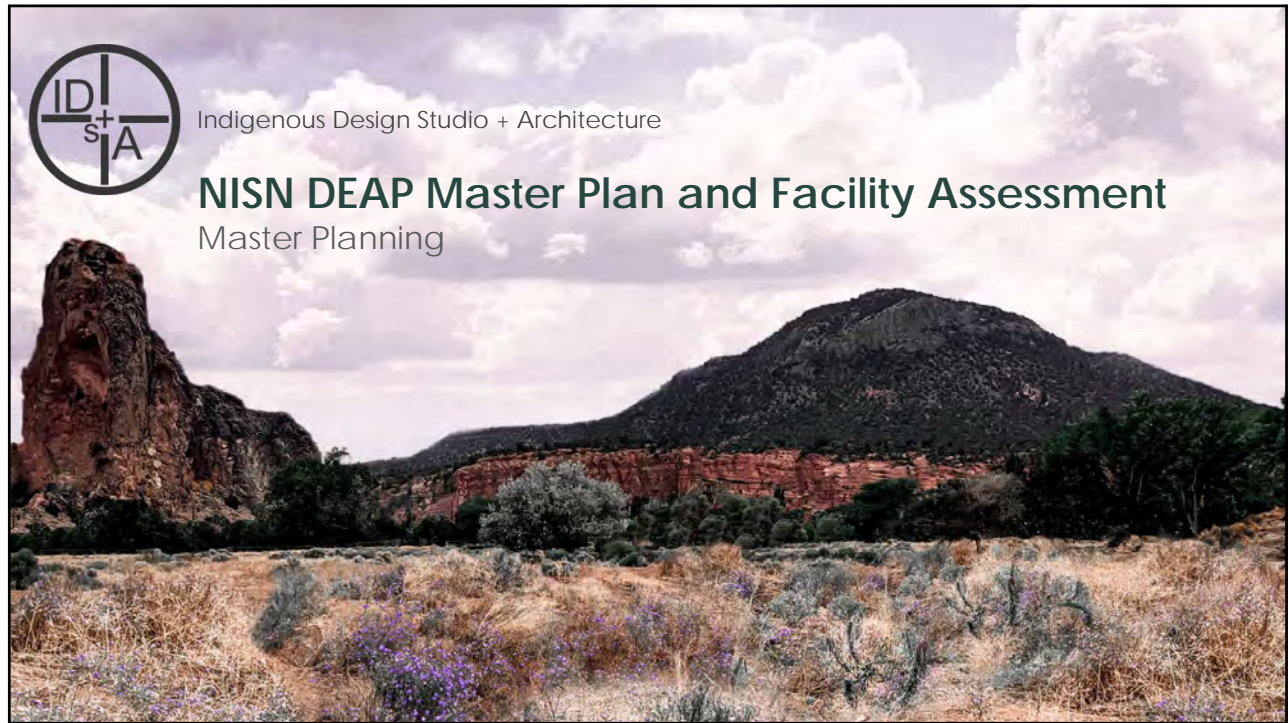 ID
S+
A
Indigenous Design Studio + Architecture
NISN DEAP Master Plan and Facility Assessment
Master Planning